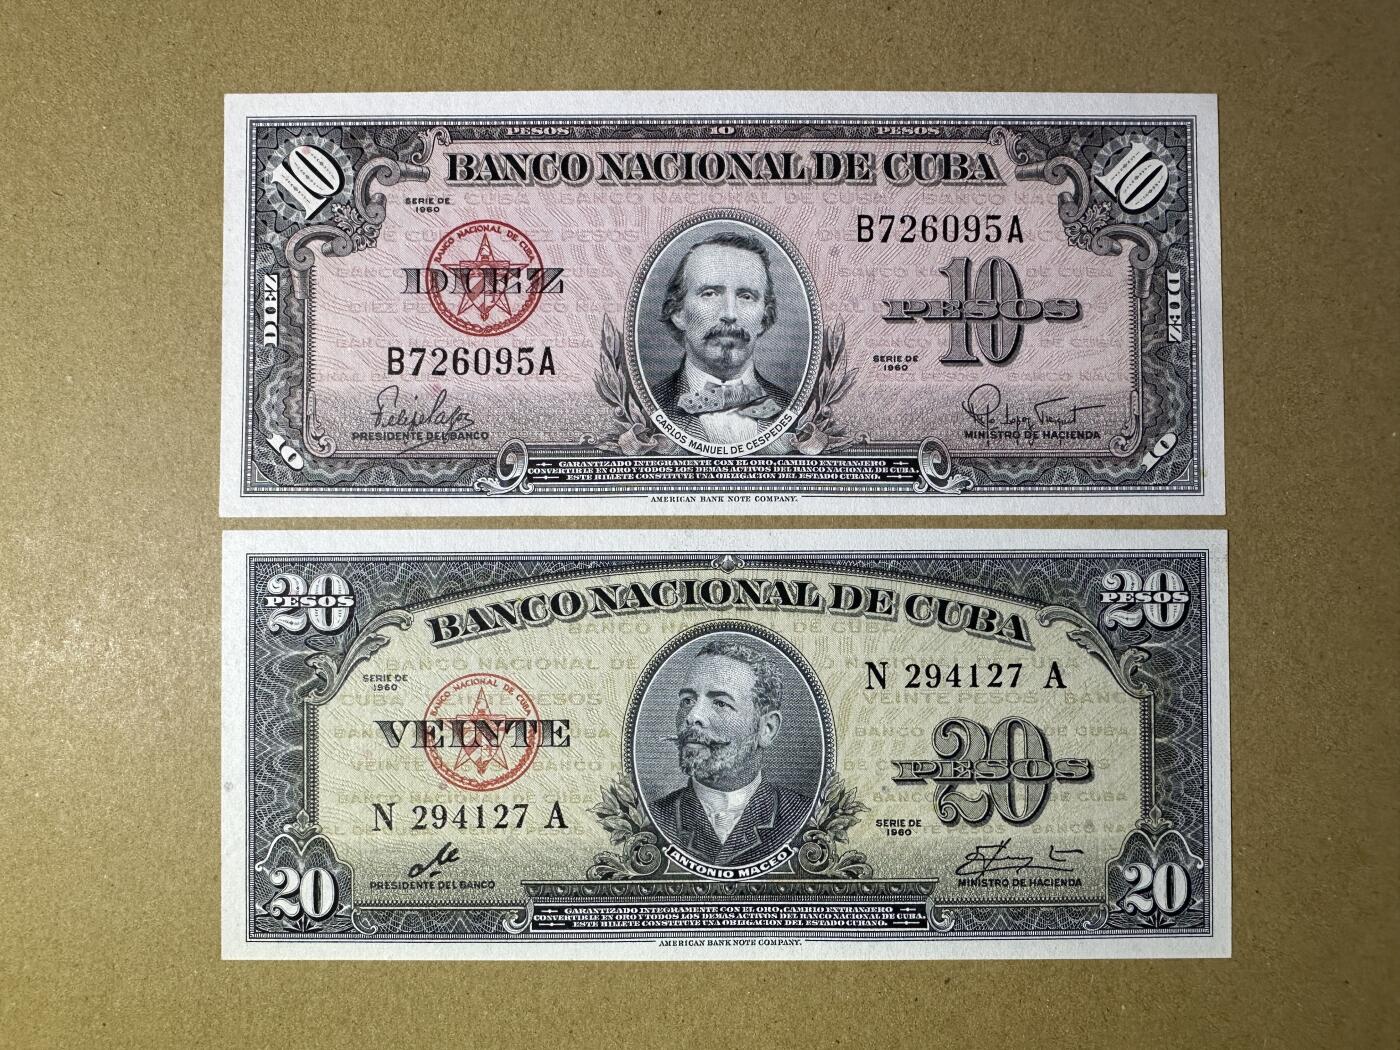 PESOS 10 PESOS
10 BANCO NACIONAL DE CUBA 10
SERIE DE
1960
B726095A
BANCO NACIONAL DE CUBA
DIEZ
10
PESOS
DIEZ
DIEZ
B726095A
SERIE DE
1960
PRESIDENTE DEL BANCO
CARLOS MANUEL DE CESPEDES
MINISTRO DE HACIENDA
10
10
GARANTIZADO INTEGRAMENTE CON EL ORO, CAMBIO EXTRANJERO
CONVERTIBLE EN ORO Y TODOS LOS DEMAS ACTIVOS DEL BANCO NACIONAL DE CUBA.
ESTE BILLETE CONSTITUYE UNA OBLIGACION DEL ESTADO CUBANO.
AMERICAN BANK NOTE COMPANY.
20
PESOS
20
PESOS
BANCO NACIONAL DE CUBA
SERIE DE
1960
N 294127 A
BANCO NACIONAL DE CUBA
VEINTE
20
PESOS
N 294127 A
SERIE DE
1960
Che
PRESIDENTE DEL BANCO
ANTONIO MACEO
MINISTRO DE HACIENDA
20
20
GARANTIZADO INTEGRAMENTE CON EL ORO, CAMBIO EXTRANJERO
CONVERTIBLE EN ORO Y TODOS LOS DEMAS ACTIVOS DEL BANCO NACIONAL DE CUBA.
ESTE BILLETE CONSTITUYE UNA OBLIGACION DEL ESTADO CUBANO.
AMERICAN BANK NOTE COMPANY.